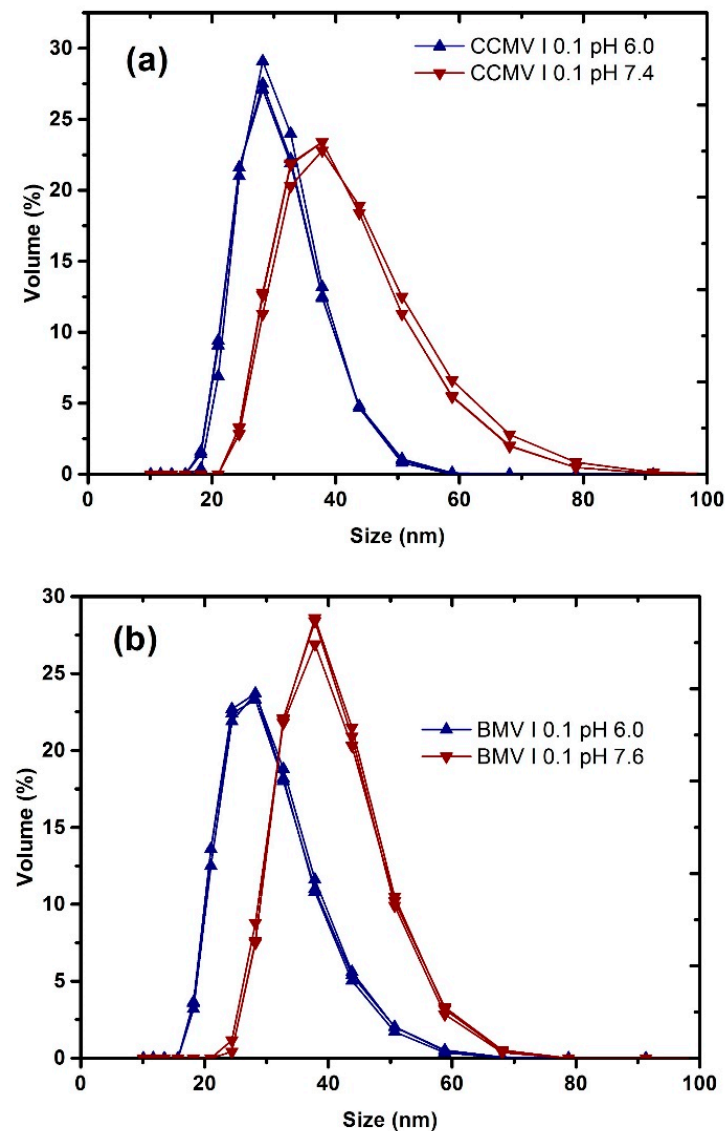 (a)
CCMV I 0.1 pH 6.0
CCMV I 0.1 pH 7.4
Volume (%)
30
25
20
15
10
5
0
0 20 40 60 80 100
Size (nm)
(b)
BMV I 0.1 pH 6.0
BMV I 0.1 pH 7.6
Volume (%)
30
25
20
15
10
5
0
0 20 40 60 80 100
Size (nm)